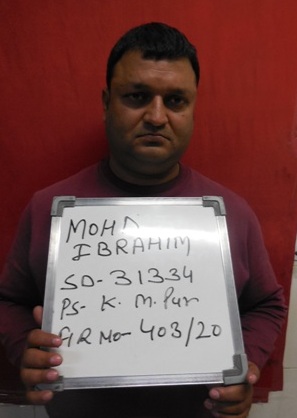 MOHD
IBRAHIM
SD-31334
PS- K. M. Pur
FIR No- 403/20